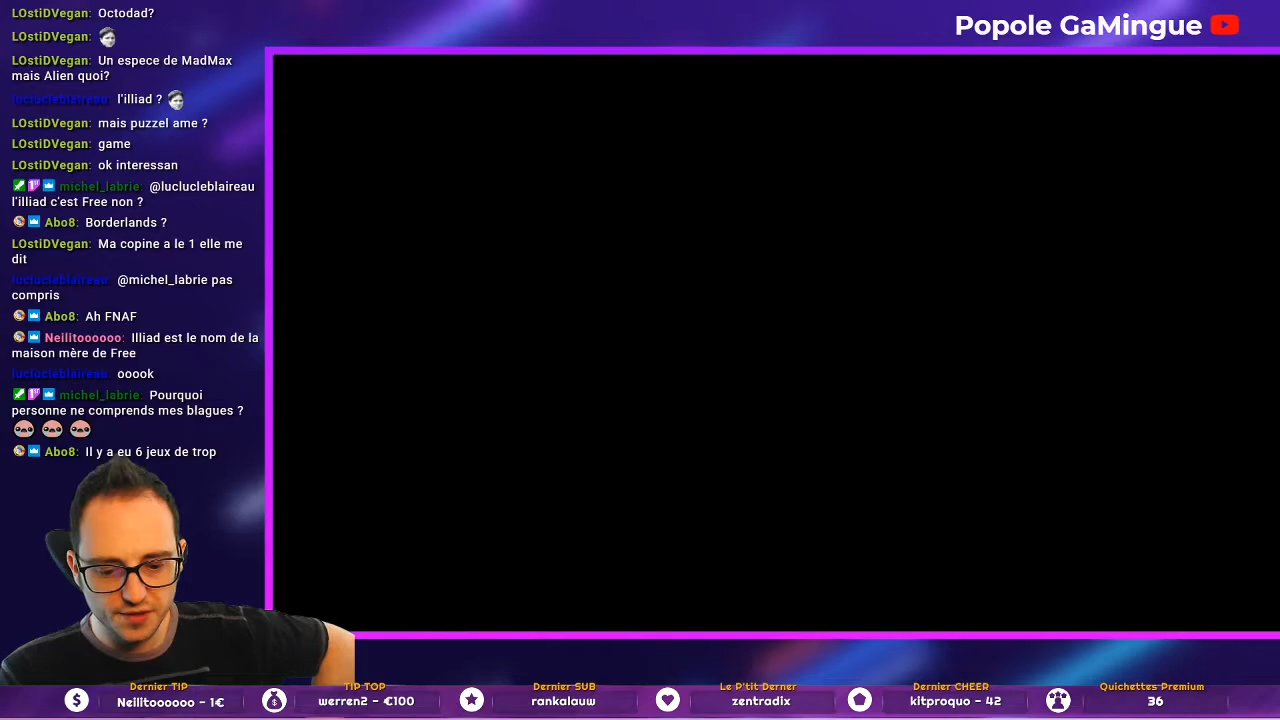 LOstiDVegan: Octodad?
LOstiDVegan:
LOstiDVegan: Un espece de MadMax
mais Alien quoi?
luclucleblaireau: l'illiad ?
LOstiDVegan: mais puzzel ame ?
LOstiDVegan: game
LOstiDVegan: ok interessan
michel_labrie: @luclucleblaireau
l'illiad c'est Free non ?
Abo8: Borderlands ?
LOstiDVegan: Ma copine a le 1 elle me
dit
luclucleblaireau: @michel_labrie pas
compris
Abo8: Ah FNAF
Neilitoooooo: Illiad est le nom de la
maison mère de Free
luclucleblaireau: ooook
michel_labrie: Pourquoi
personne ne comprends mes blagues ?
Abo8: Il y a eu 6 jeux de trop
Popole GaMingue
Dernier TIP
Neilitoooooo - 1€
TIP TOP
werren2 - €100
Dernier SUB
rankalauw
Le P'tit Derner
zentradix
Dernier CHEER
kitproquo - 42
Quichettes Premium
36